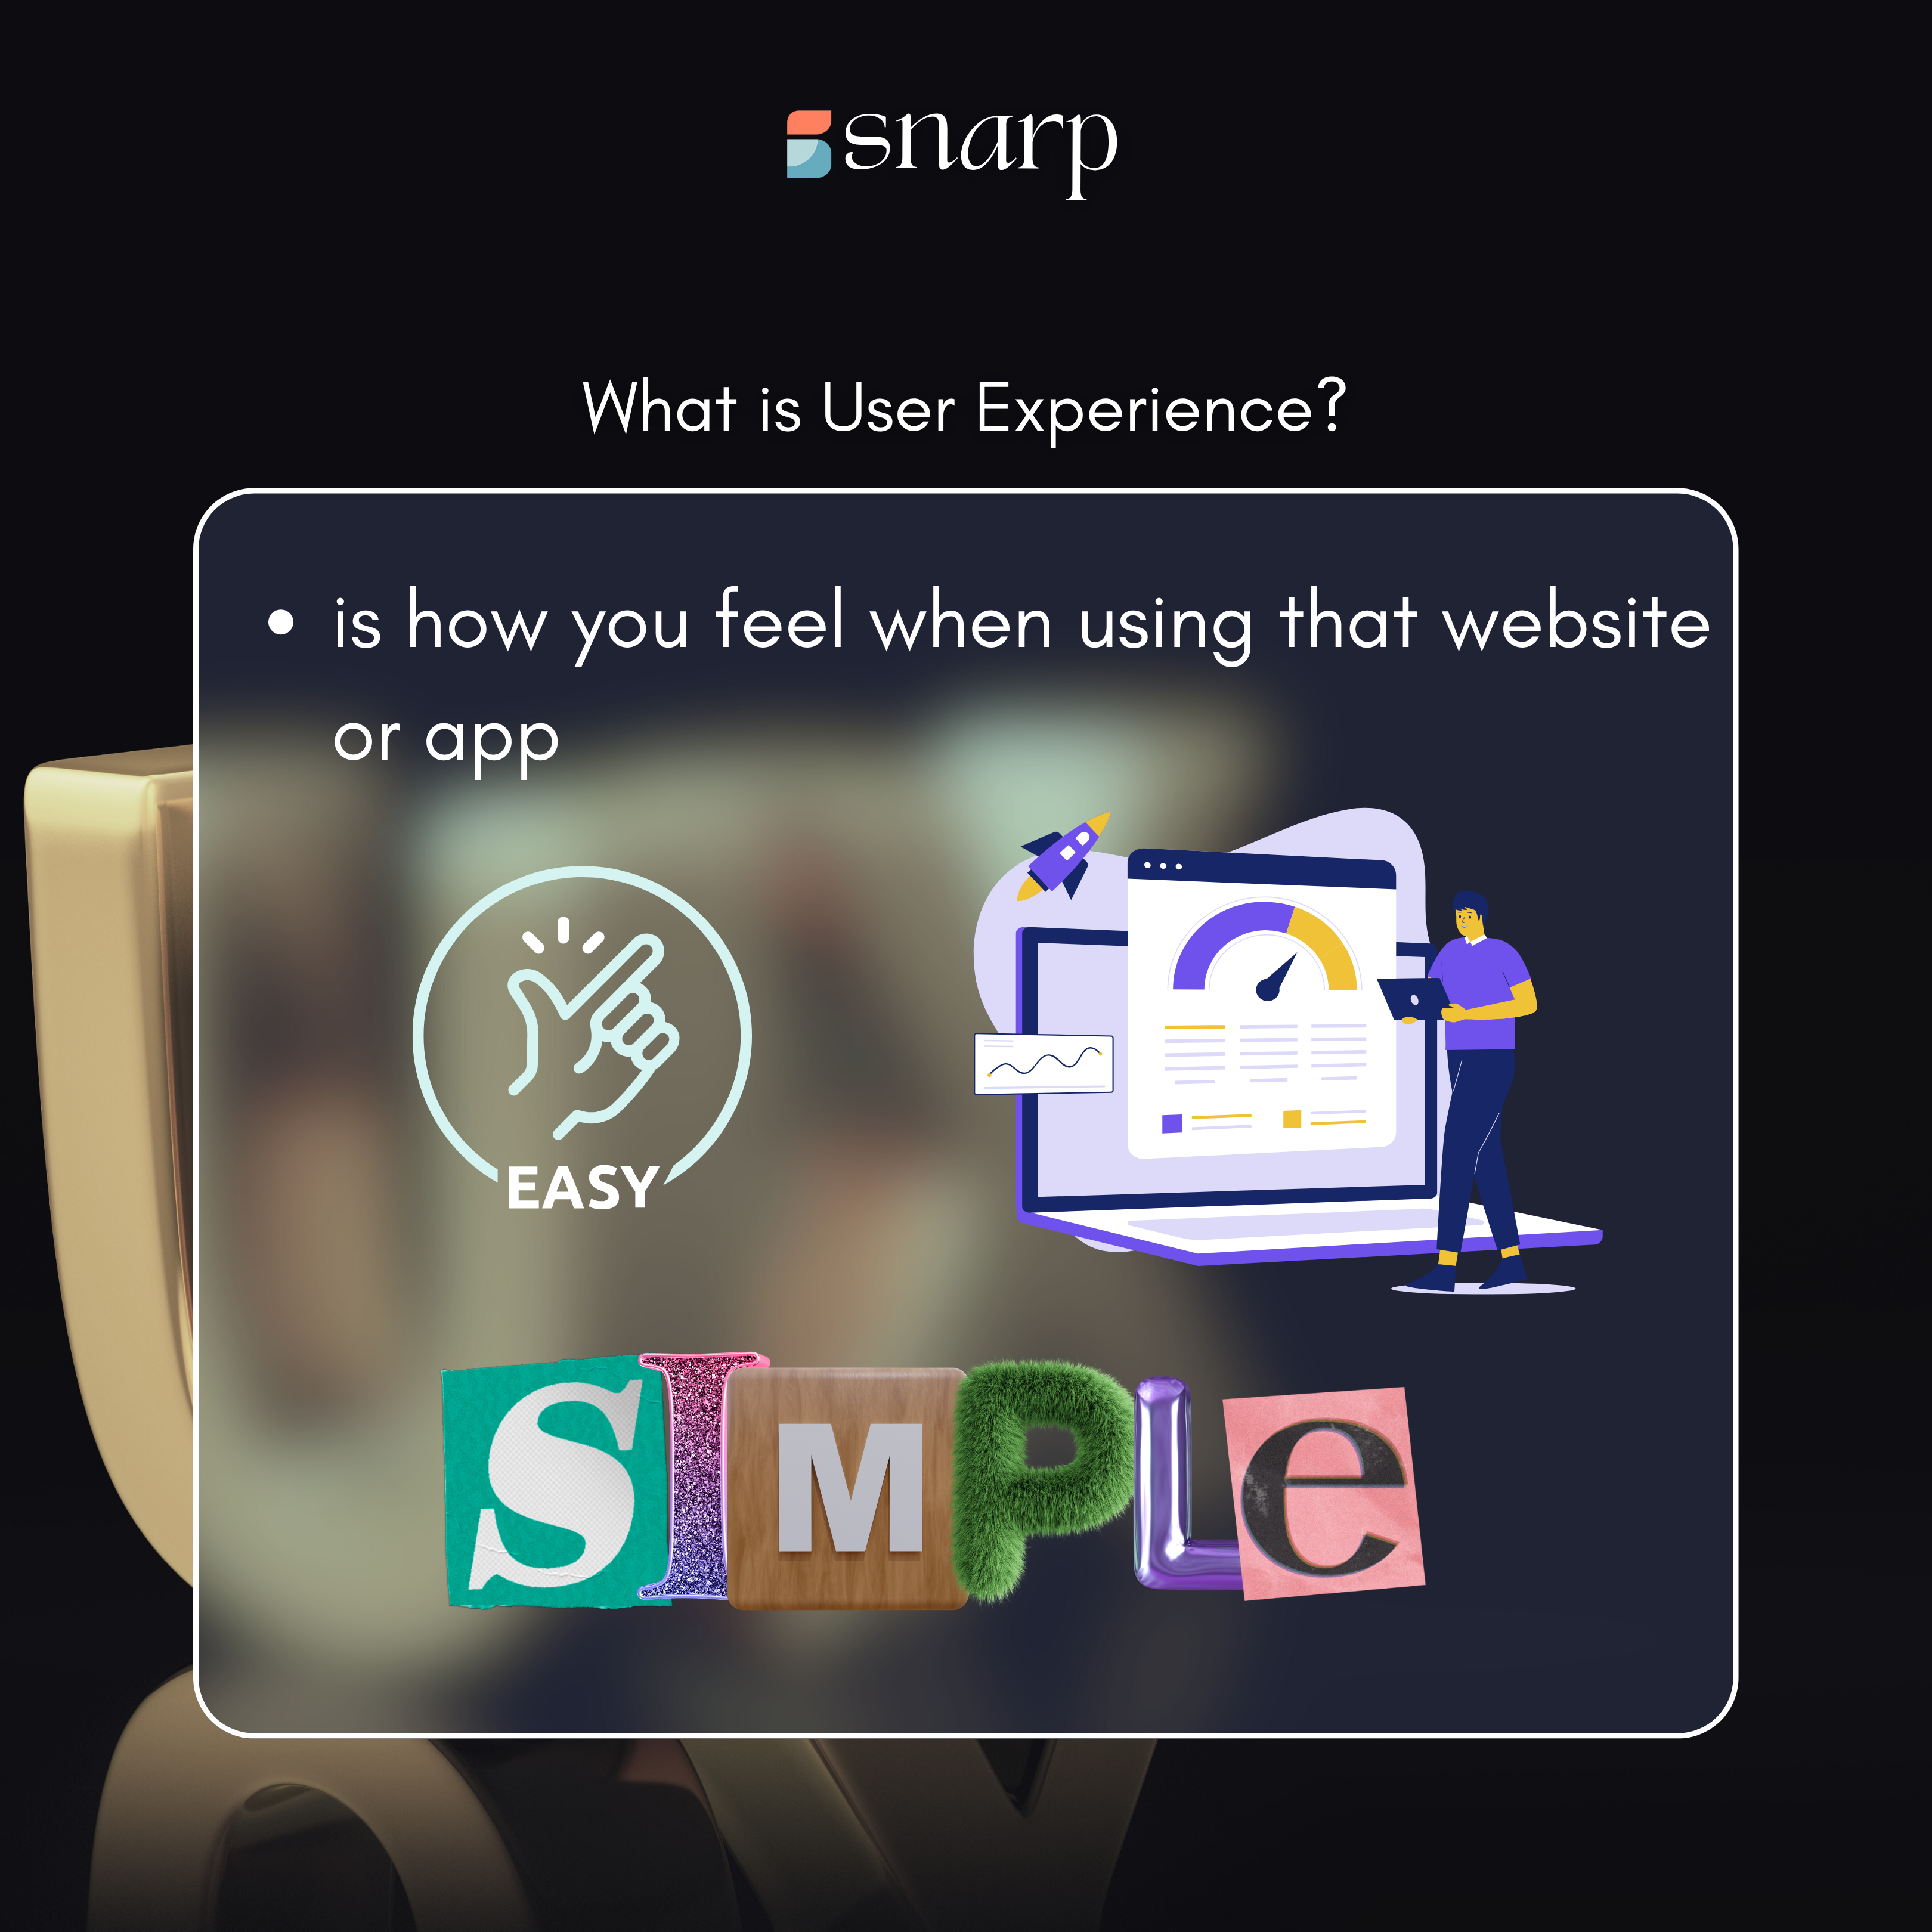 snarp
What is User Experience?
• is how you feel when using that website
or app
EASY
SIMPLe